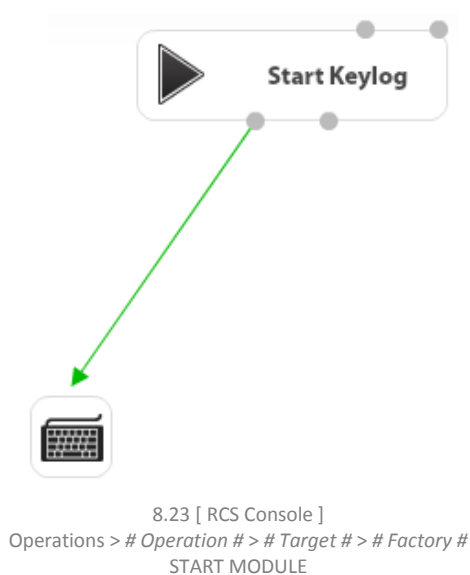 Start Keylog
8.23 [ RCS Console ]
Operations > # Operation # > # Target # > # Factory #
START MODULE